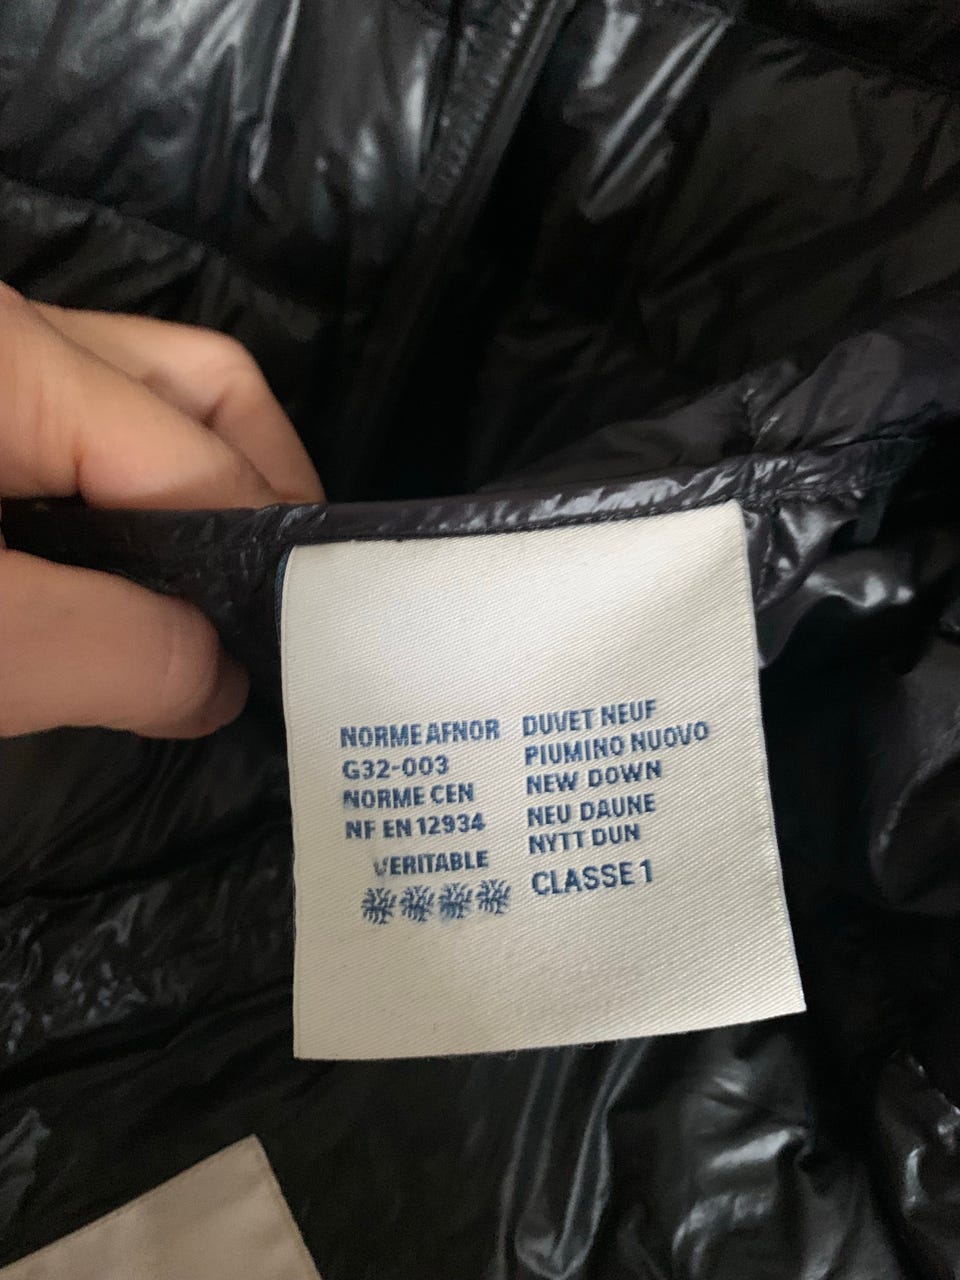 NORME AFNOR
G32-003
NORME CEN
NF EN 12934
VERITABLE
DUVET NEUF
PIUMINO NUOVO
NEW DOWN
NEU DAUNE
NYTT DUN
CLASSE 1